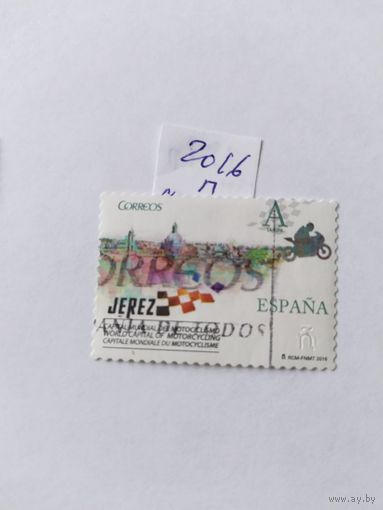 2016
CORREOS
A
TARIFA
CORREOS
JEREZ
ESPAÑA
CAPITAL MUNDIAL DEL MOTOCICLISMO
WORLD CAPITAL OF MOTORCYCLING
CAPITALE MONDIALE DU MOTOCYCLISME
RCM-FNMT 2016
https://www.ay.by